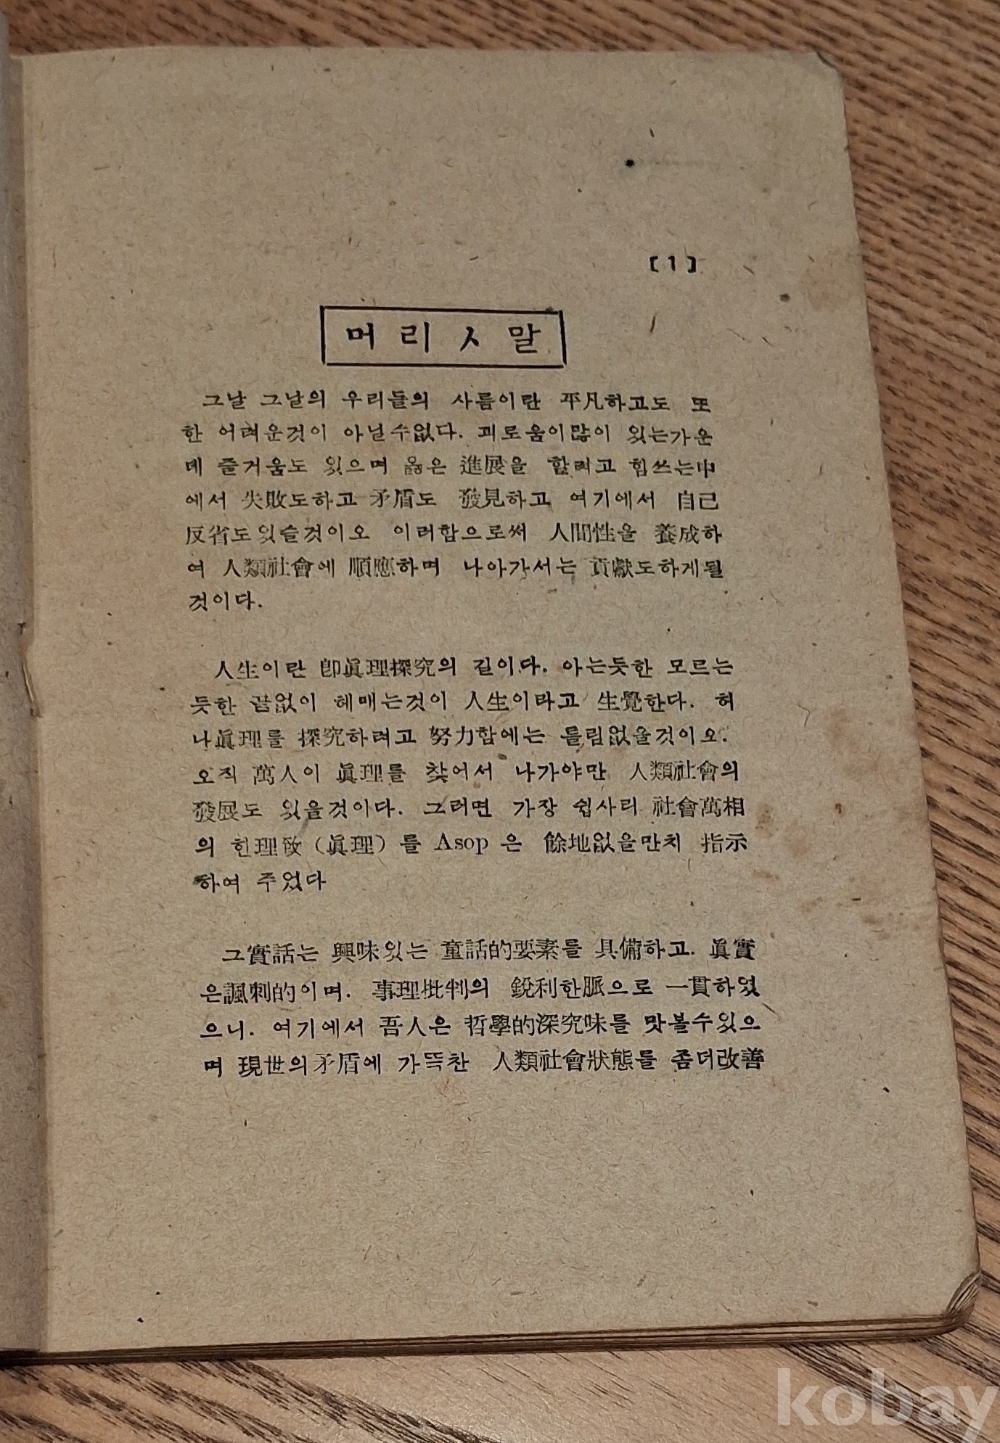 【1】
머리ㅅ말
그날 그날의 우리들의 사름이란 平凡하고도 또
한 어려운것이 아닐수없다. 괴로움이많이 있는가운
데 즐거움도 있으며 옳은 進展을 할려고 힘쓰는中
에서 失敗도하고 矛盾도 發見하고 여기에서 自己
反省도있슬것이오 이러함으로써 人間性을 養成하
여 人類社會에 順應하며 나아가서는 貢獻도하게될
것이다.
人生이란 卽眞理探究의 길이다. 아는듯한 모르는
듯한 끝없이 헤매는것이 人生이라고 生覺한다. 허
나眞理를 探究하려고 努力함에는 틀림없을것이오.
오직 萬人이 眞理를 찾어서 나가야만 人類社會의
發展도 있을것이다. 그러면 가장 쉽사리 社會萬相
의 헌理致 (眞理) 를 Asop 은 餘地없을만치 指示
하여 주었다
그實話는 興味있는 童話的要素를 具備하고. 眞實
은諷刺的이며. 事理批判의 銳利한脈으로 一貫하였
으니. 여기에서 吾人은 哲學的深究味를 맛볼수있으
며 現世의矛盾에 가뜩찬 人類社會狀態를 좀더改善
kobay